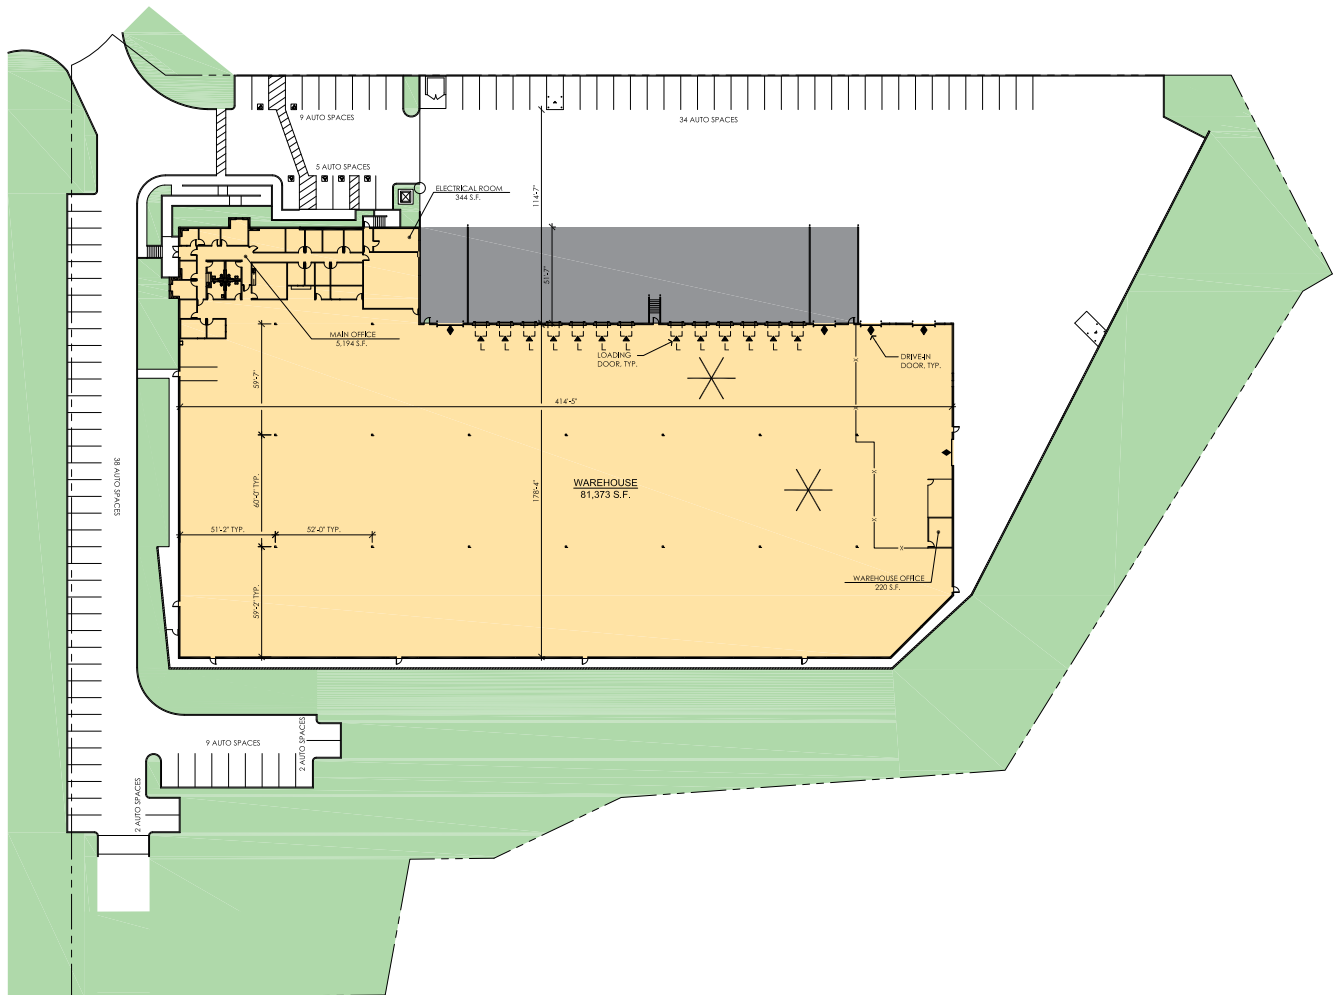 9 AUTO SPACES
34 AUTO SPACES
5 AUTO SPACES
ELECTRICAL ROOM
344 S.F.
114'-7"
51'-7"
MAIN OFFICE
5,194 S.F.
LOADING
DOOR, TYP.
DRIVE-IN
DOOR, TYP.
59'-7"
414'-5"
38 AUTO SPACES
WAREHOUSE
81,373 S.F.
178'-4"
60'-0" TYP.
51'-2" TYP.
52'-0" TYP.
WAREHOUSE OFFICE
220 S.F.
59'-2" TYP.
9 AUTO SPACES
2 AUTO SPACES
2 AUTO SPACES